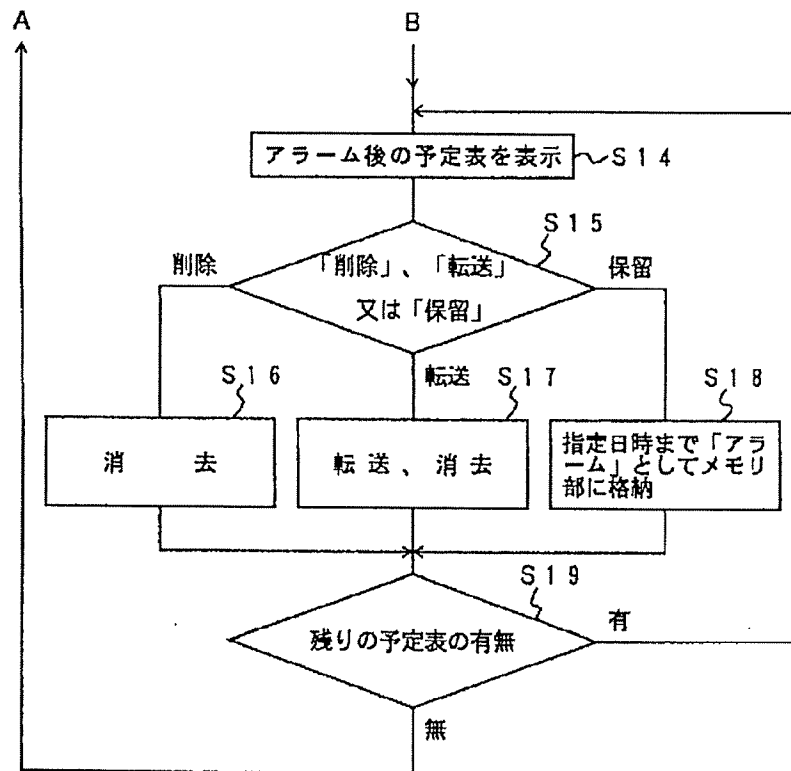 A
B
アラーム後の予定表を表示
S14
S15
削除
「削除」、「転送」
又は「保留」
保留
転送
S16
消 去
S17
転送、消去
S18
指定日時まで「アラ
ーム」としてメモリ
部に格納
S19
残りの予定表の有無
有
無